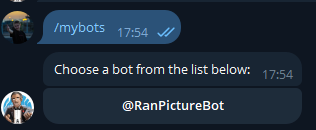 /mybots 17:54
Choose a bot from the list below: 17:54
@RanPictureBot